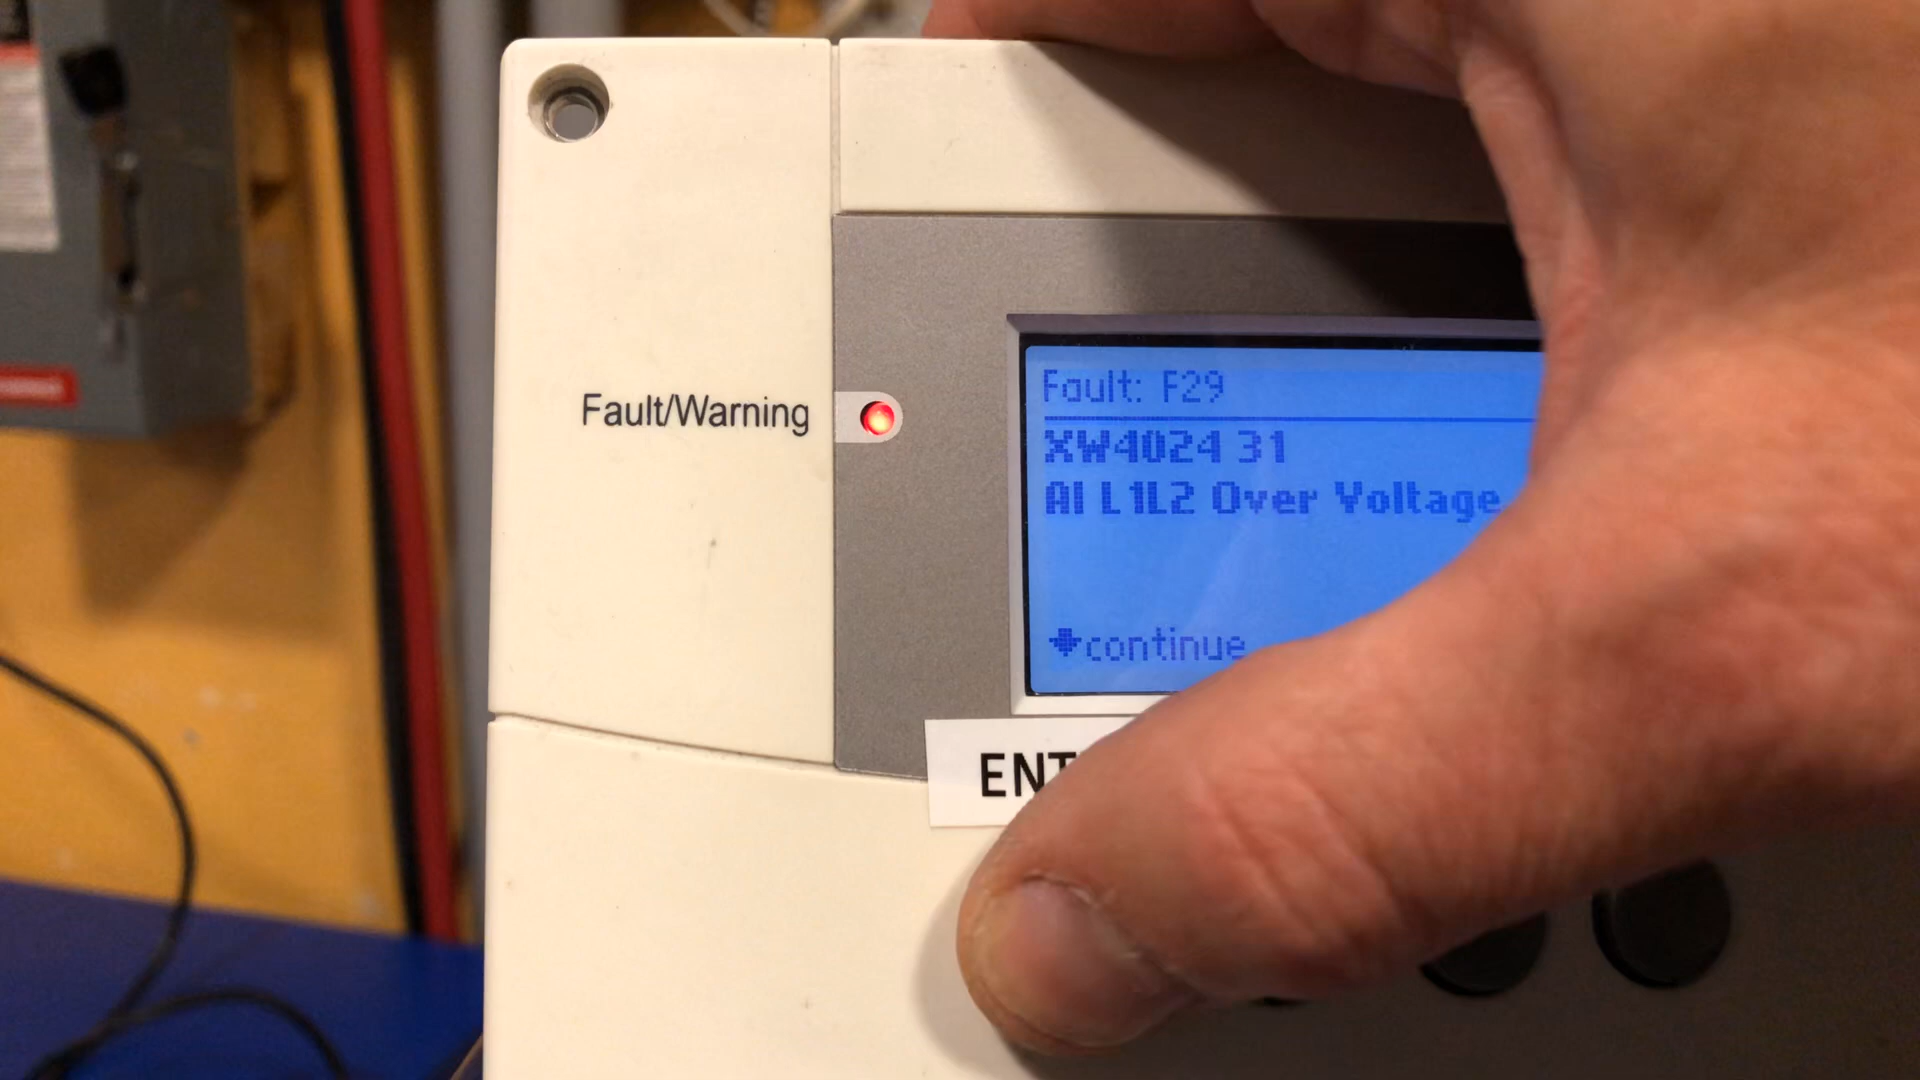 Fault/Warning
Fault: F29
XW4024 31
AI L1L2 Over Voltage
continue
ENT